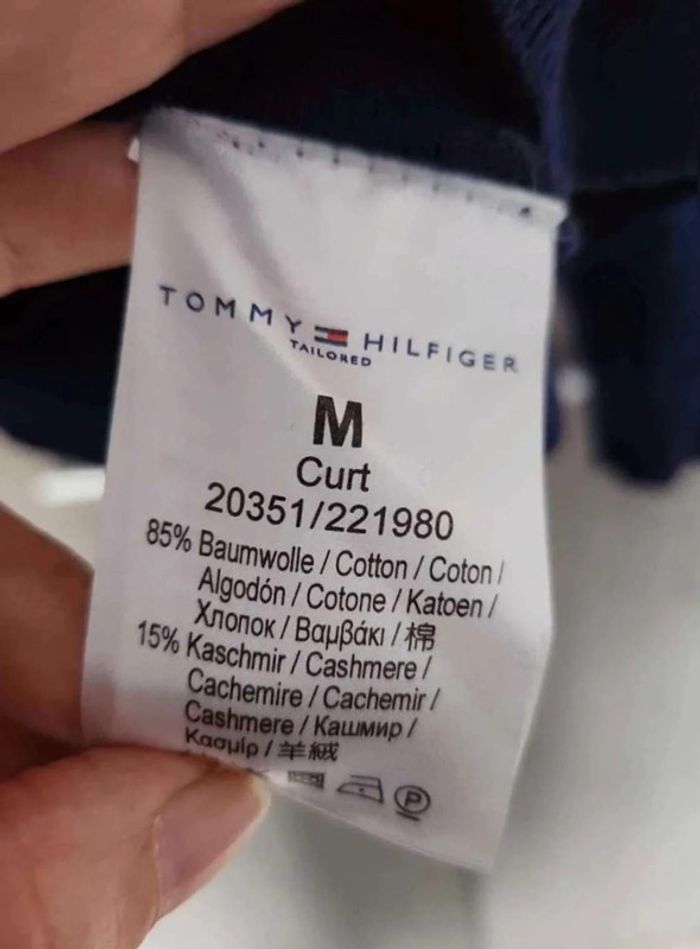 TOMMY HILFIGER
TAILORED
M
Curt
20351/221980
85% Baumwolle / Cotton / Coton /
Algodón / Cotone / Katoen /
Хлопок / Βαμβάκι / 棉
15% Kaschmir / Cashmere /
Cachemire / Cachemir /
Cashmere / Кашмир /
Κασμίρ / 羊絨
P